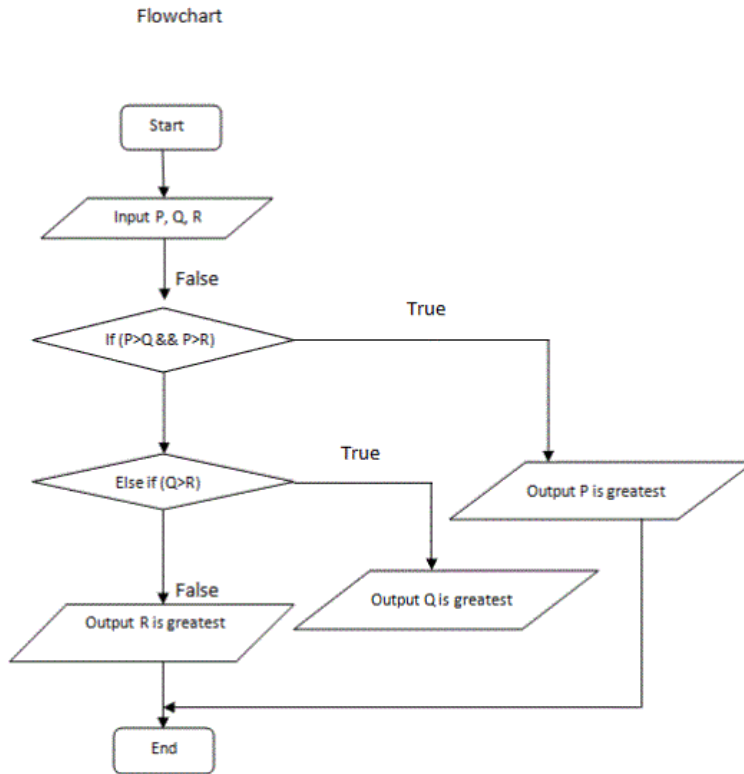 Flowchart
Start
Input P, Q, R
False
True
If (P>Q && P>R)
True
Else if (Q>R)
Output P is greatest
False
Output Q is greatest
Output R is greatest
End